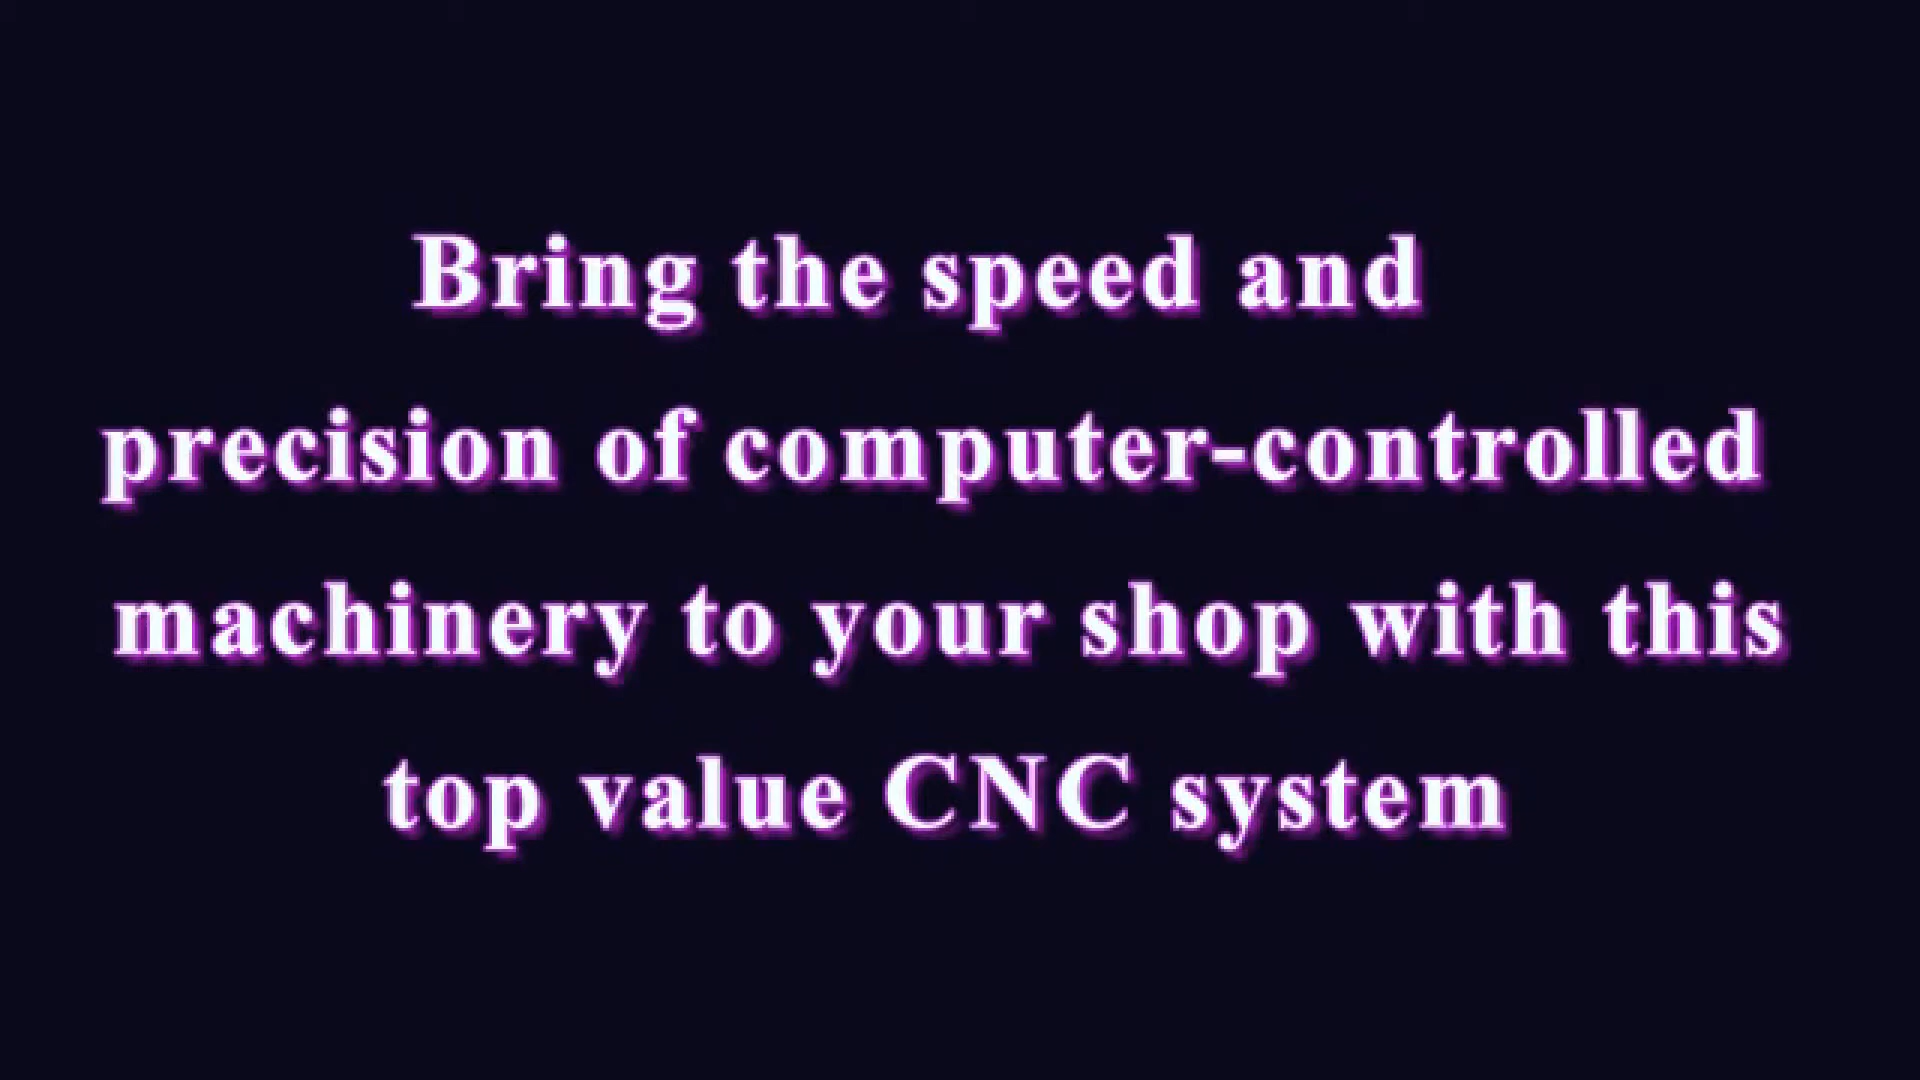 Bring the speed and
precision of computer-controlled
machinery to your shop with this
top value CNC system